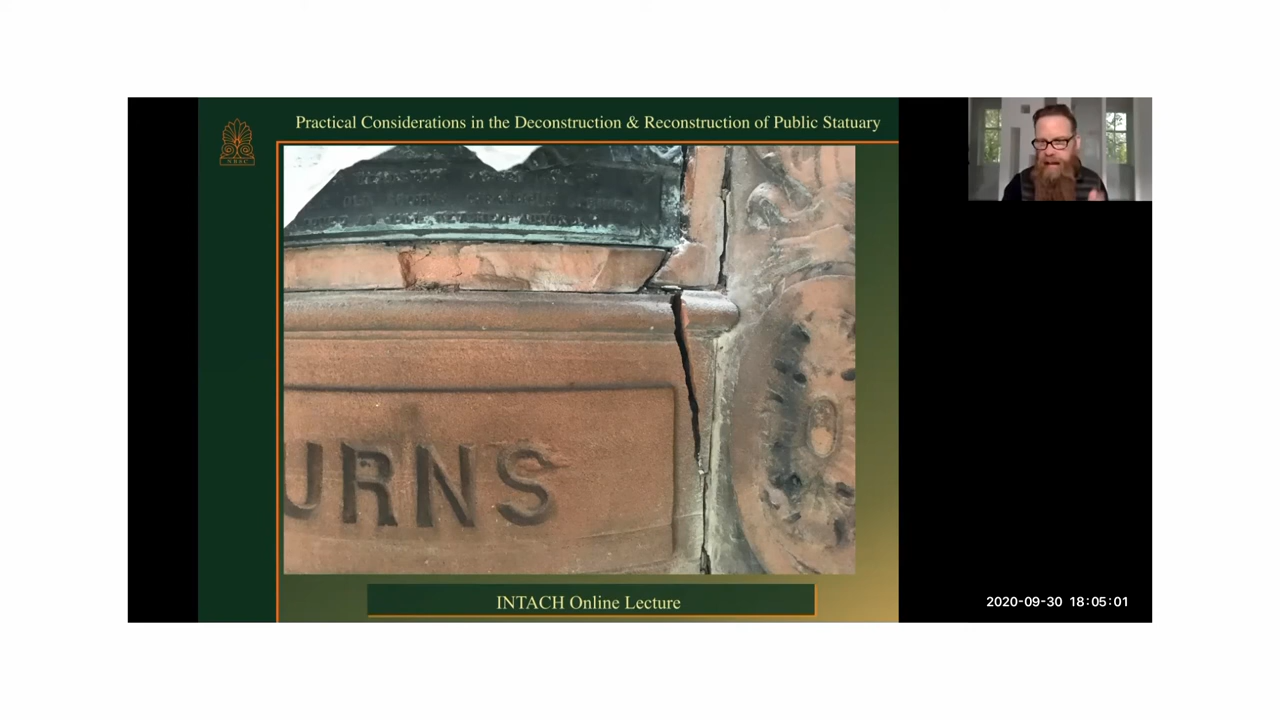 Practical Considerations in the Deconstruction & Reconstruction of Public Statuary
URNS
INTACH Online Lecture
2020-09-30 18:05:01